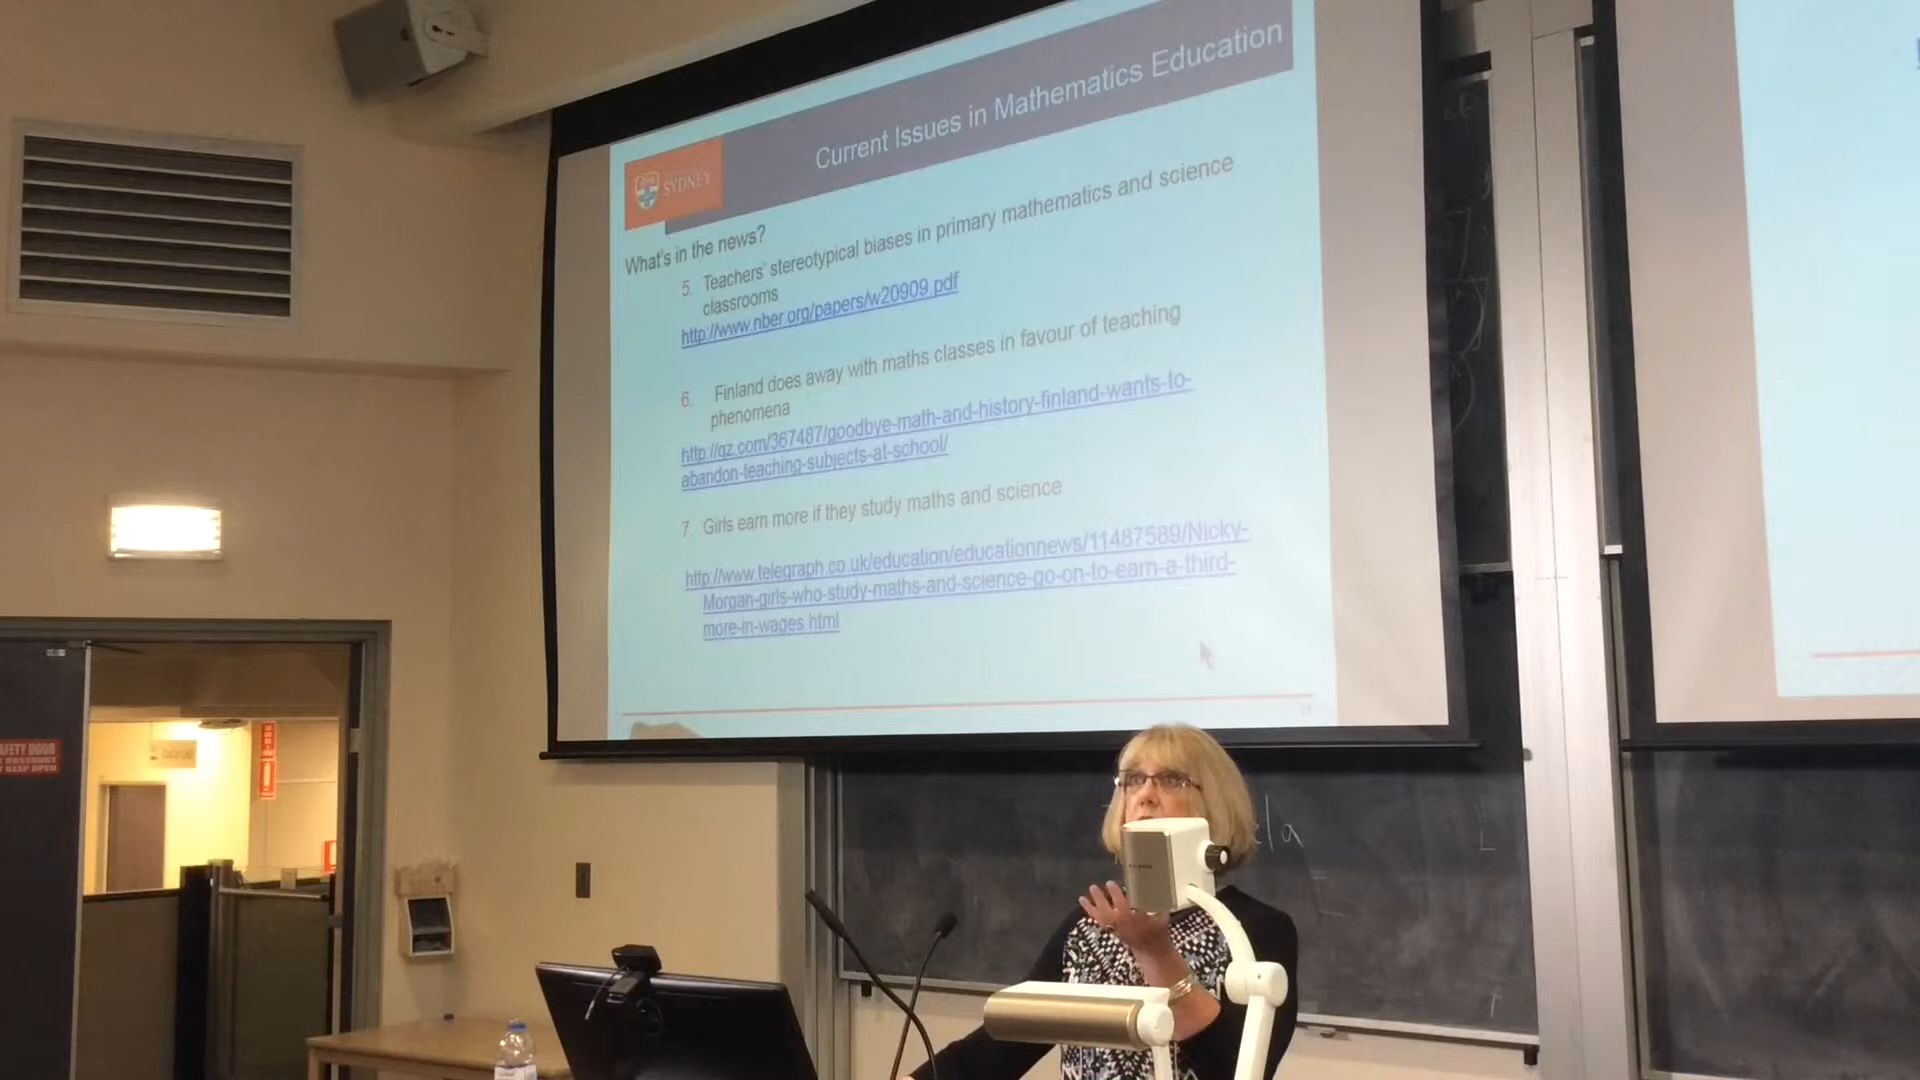 Current Issues in Mathematics Education
SYDNEY
What's in the news?
5. Teachers' stereotypical biases in primary mathematics and science
classrooms
http://www.nber.org/papers/w20909.pdf
6. Finland does away with maths classes in favour of teaching
phenomena
http://qz.com/367487/goodbye-math-and-history-finland-wants-to-
abandon-teaching-subjects-at-school/
7. Girls earn more if they study maths and science
http://www.telegraph.co.uk/education/educationnews/11487589/Nicky-
Morgan-girls-who-study-maths-and-science-go-on-to-earn-a-third-
more-in-wages.html
SAFETY DOOR
KEEP OPEN